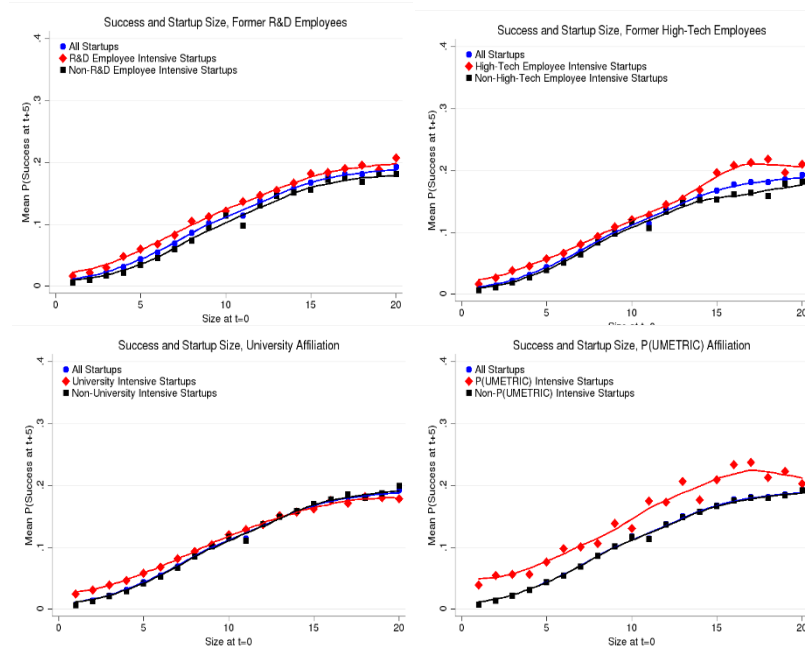 Success and Startup Size, Former R&D Employees
All Startups
R&D Employee Intensive Startups
Non-R&D Employee Intensive Startups
Mean P(Success at t+5)
0 .1 .2 .3 .4
0 5 10 15 20
Size at t=0
Success and Startup Size, Former High-Tech Employees
All Startups
High-Tech Employee Intensive Startups
Non-High-Tech Employee Intensive Startups
Mean P(Success at t+5)
0 .1 .2 .3 .4
0 5 10 15 20
Size at t=0
Success and Startup Size, University Affiliation
All Startups
University Intensive Startups
Non-University Intensive Startups
Mean P(Success at t+5)
0 .1 .2 .3 .4
0 5 10 15 20
Size at t=0
Success and Startup Size, P(UMETRIC) Affiliation
All Startups
P(UMETRIC) Intensive Startups
Non-P(UMETRIC) Intensive Startups
Mean P(Success at t+5)
0 .1 .2 .3 .4
0 5 10 15 20
Size at t=0